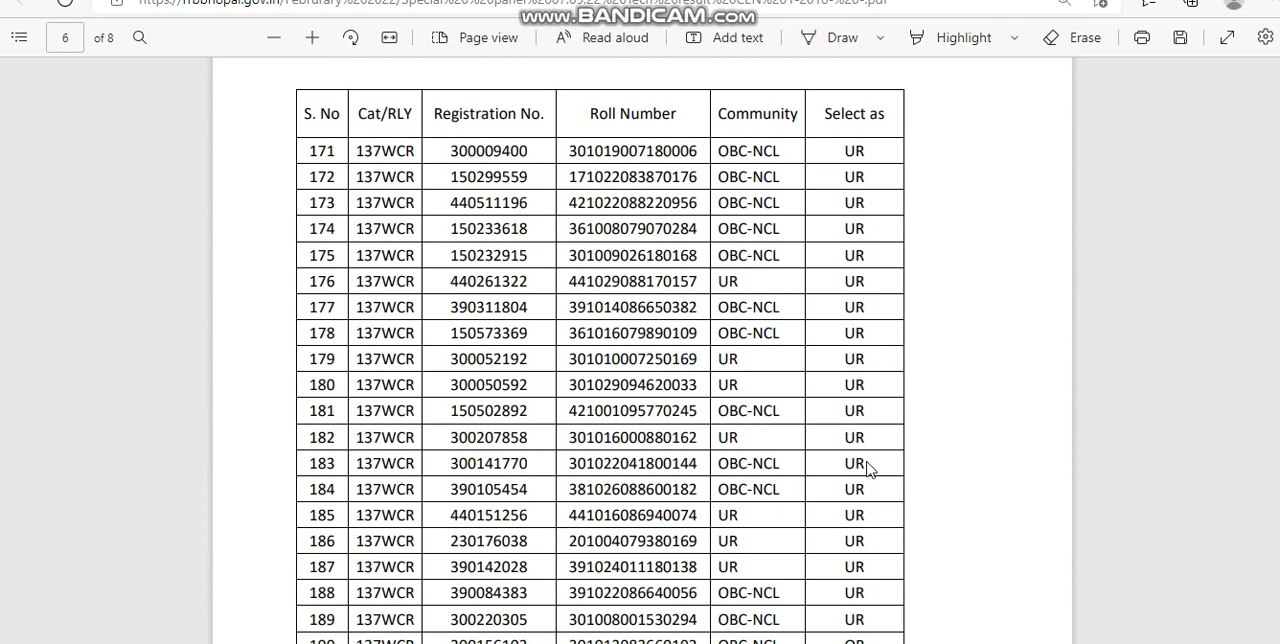 www.BANDICAM.com
6 of 8 Page view Read aloud Add text Draw Highlight Erase
S. No Cat/RLY Registration No. Roll Number Community Select as
171 137WCR 300009400 301019007180006 OBC-NCL UR
172 137WCR 150299559 171022083870176 OBC-NCL UR
173 137WCR 440511196 421022088220956 OBC-NCL UR
174 137WCR 150233618 361008079070284 OBC-NCL UR
175 137WCR 150232915 301009026180168 OBC-NCL UR
176 137WCR 440261322 441029088170157 UR UR
177 137WCR 390311804 391014086650382 OBC-NCL UR
178 137WCR 150573369 361016079890109 OBC-NCL UR
179 137WCR 300052192 301010007250169 UR UR
180 137WCR 300050592 301029094620033 UR UR
181 137WCR 150502892 421001095770245 OBC-NCL UR
182 137WCR 300207858 301016000880162 UR UR
183 137WCR 300141770 301022041800144 OBC-NCL UR
184 137WCR 390105454 381026088600182 OBC-NCL UR
185 137WCR 440151256 441016086940074 UR UR
186 137WCR 230176038 201004079380169 UR UR
187 137WCR 390142028 391024011180138 UR UR
188 137WCR 390084383 391022086640056 OBC-NCL UR
189 137WCR 300220305 301008001530294 OBC-NCL UR